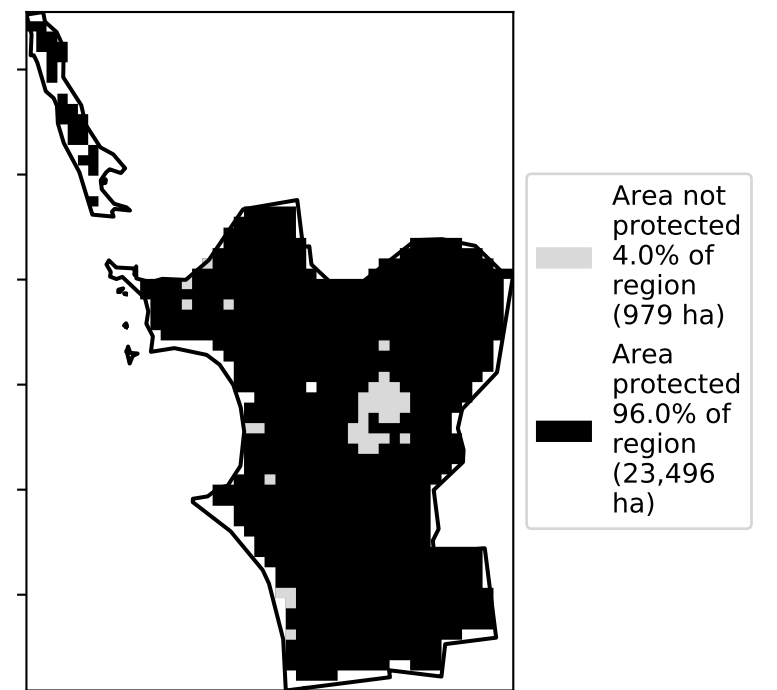 Area not
protected
4.0% of
region
(979 ha)
Area
protected
96.0% of
region
(23,496
ha)